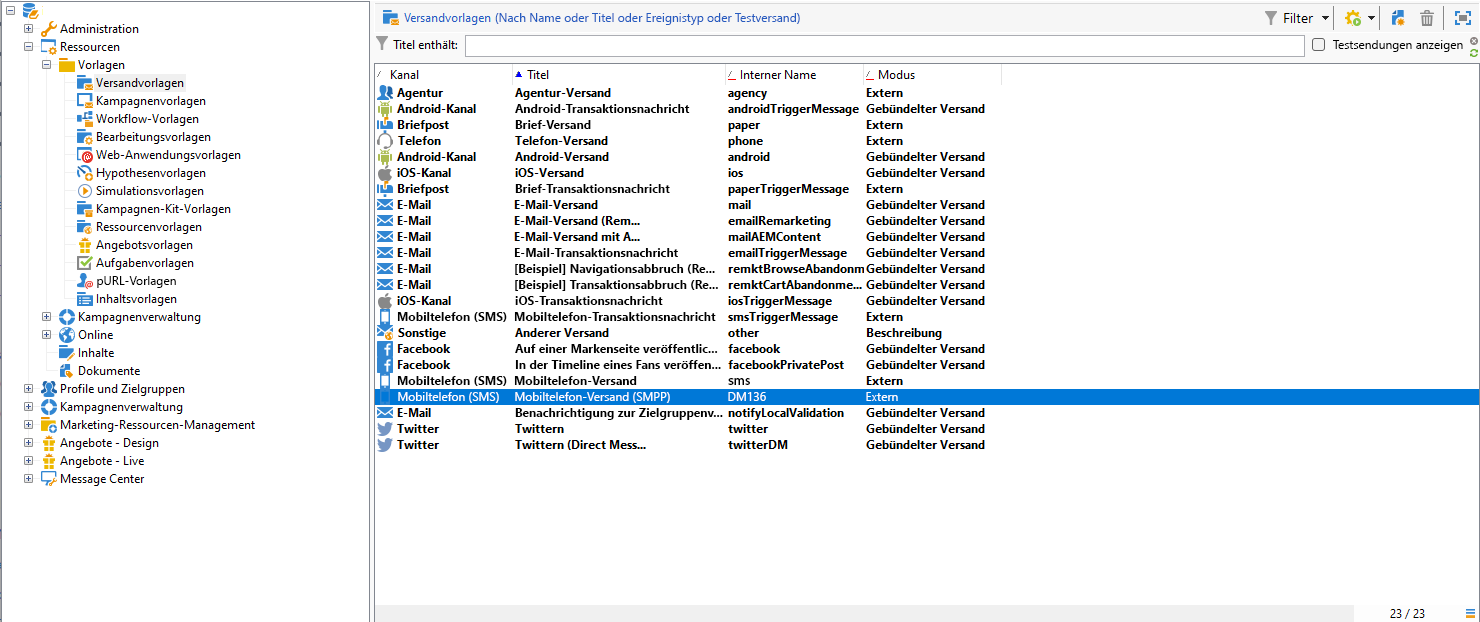 Administration
Ressourcen
Vorlagen
Versandvorlagen
Kampagnenvorlagen
Workflow-Vorlagen
Bearbeitungsvorlagen
Web-Anwendungsvorlagen
Hypothesenvorlagen
Simulationsvorlagen
Kampagnen-Kit-Vorlagen
Ressourcenvorlagen
Angebotsvorlagen
Aufgabenvorlagen
pURL-Vorlagen
Inhaltsvorlagen
Kampagnenverwaltung
Online
Inhalte
Dokumente
Profile und Zielgruppen
Kampagnenverwaltung
Marketing-Ressourcen-Management
Angebote - Design
Angebote - Live
Message Center
Versandvorlagen (Nach Name oder Titel oder Ereignistyp oder Testversand) Filter
Titel enthält: Testsendungen anzeigen
Kanal Titel Interner Name Modus
Agentur Agentur-Versand agency Extern
Android-Kanal Android-Transaktionsnachricht androidTriggerMessage Gebündelter Versand
Briefpost Brief-Versand paper Extern
Telefon Telefon-Versand phone Extern
Android-Kanal Android-Versand android Gebündelter Versand
iOS-Kanal iOS-Versand ios Gebündelter Versand
Briefpost Brief-Transaktionsnachricht paperTriggerMessage Extern
E-Mail E-Mail-Versand mail Gebündelter Versand
E-Mail E-Mail-Versand (Rem... emailRemarketing Gebündelter Versand
E-Mail E-Mail-Versand mit A... mailAEMContent Gebündelter Versand
E-Mail E-Mail-Transaktionsnachricht emailTriggerMessage Gebündelter Versand
E-Mail [Beispiel] Navigationsabbruch (Re... remktBrowseAbandonm Gebündelter Versand
E-Mail [Beispiel] Transaktionsabbruch (Re... remktCartAbandonme... Gebündelter Versand
iOS-Kanal iOS-Transaktionsnachricht iosTriggerMessage Gebündelter Versand
Mobiltelefon (SMS) Mobiltelefon-Transaktionsnachricht smsTriggerMessage Extern
Sonstige Anderer Versand other Beschreibung
Facebook Auf einer Markenseite veröffentlic... facebook Gebündelter Versand
Facebook In der Timeline eines Fans veröffen... facebookPrivatePost Gebündelter Versand
Mobiltelefon (SMS) Mobiltelefon-Versand sms Extern
Mobiltelefon (SMS) Mobiltelefon-Versand (SMPP) DM136 Extern
E-Mail Benachrichtigung zur Zielgruppenv... notifyLocalValidation Gebündelter Versand
Twitter Twittern twitter Gebündelter Versand
Twitter Twittern (Direct Mess... twitterDM Gebündelter Versand
23 / 23